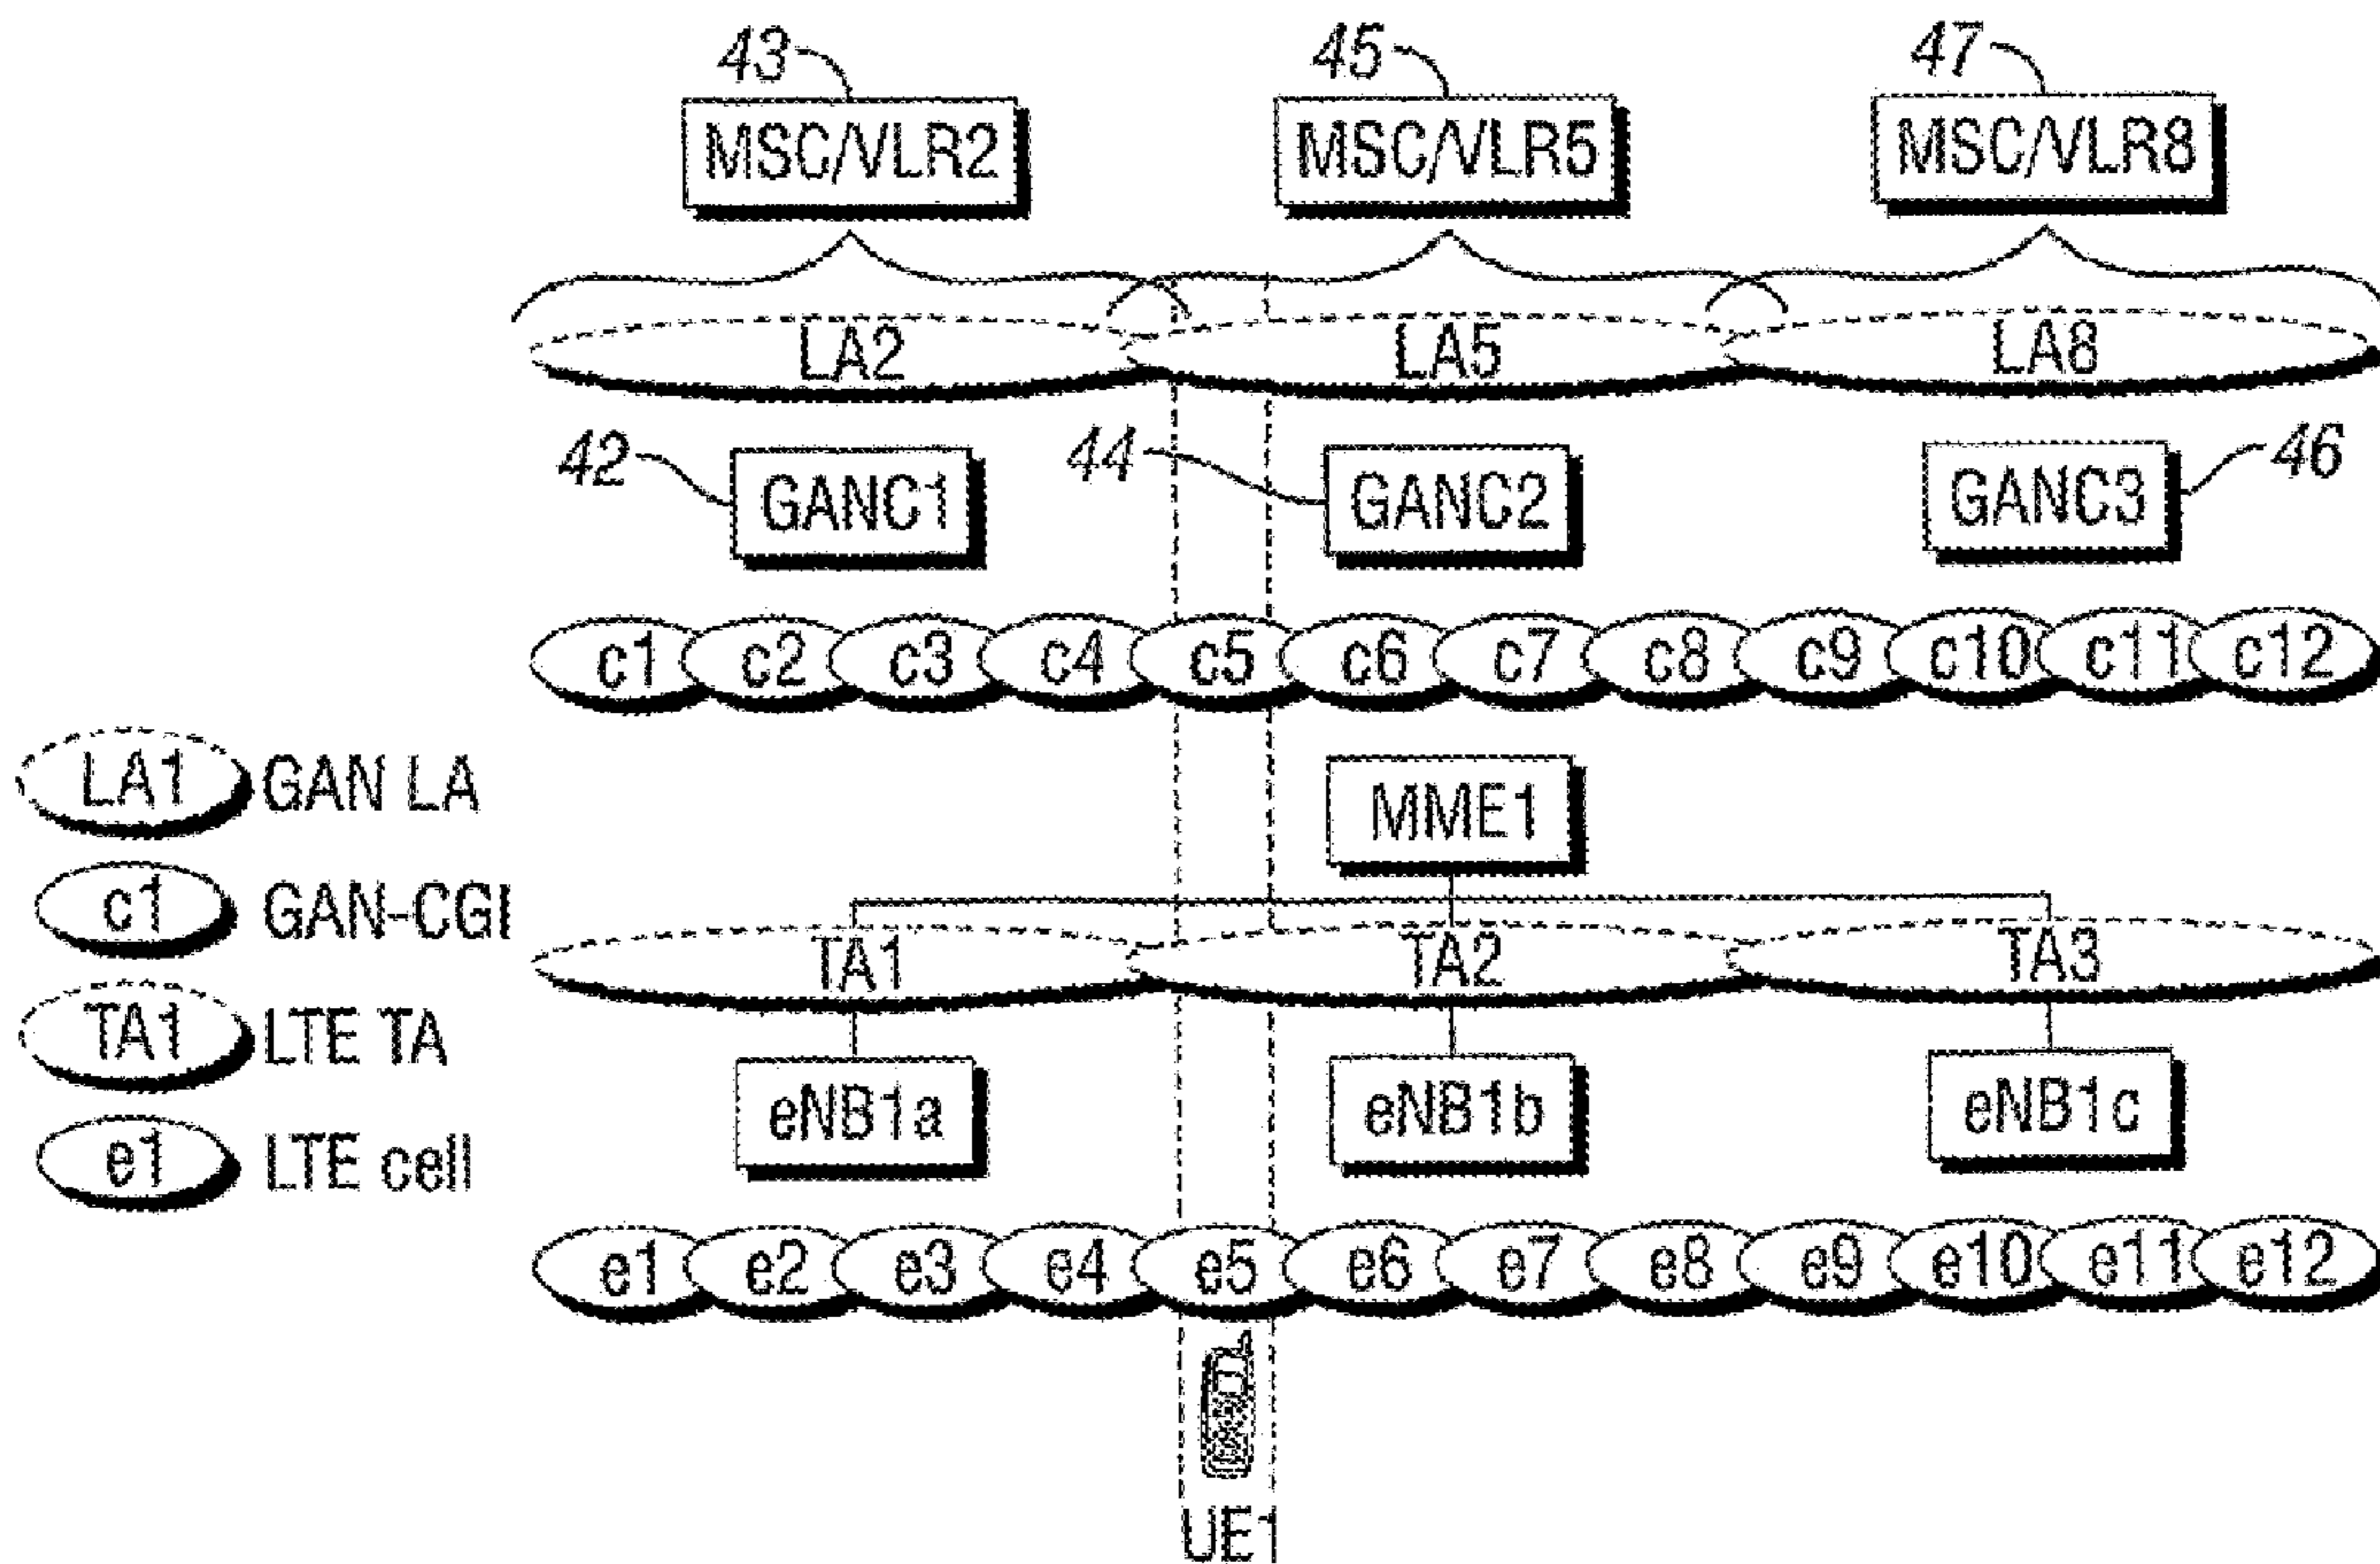 43 45 47
MSC/VLR2 MSC/VLR5 MSC/VLR8
LA2 LA5 LA8
42 44 46
GANC1 GANC2 GANC3
c1 c2 c3 c4 c5 c6 c7 c8 c9 c10 c11 c12
LA1 GAN LA
MME1
c1 GAN-CGI
TA1 TA2 TA3
TA1 LTE TA
eNB1a eNB1b eNB1c
e1 LTE cell
e1 e2 e3 e4 e5 e6 e7 e8 e9 e10 e11 e12
UE1